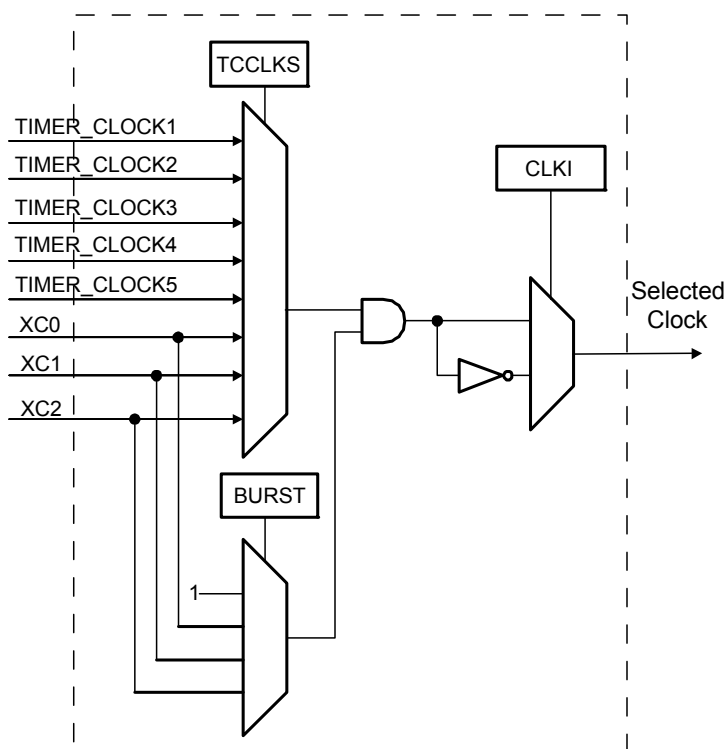 TCCLKS
TIMER_CLOCK1
TIMER_CLOCK2
TIMER_CLOCK3
TIMER_CLOCK4
TIMER_CLOCK5
XC0
XC1
XC2
CLKI
Selected
Clock
BURST
1